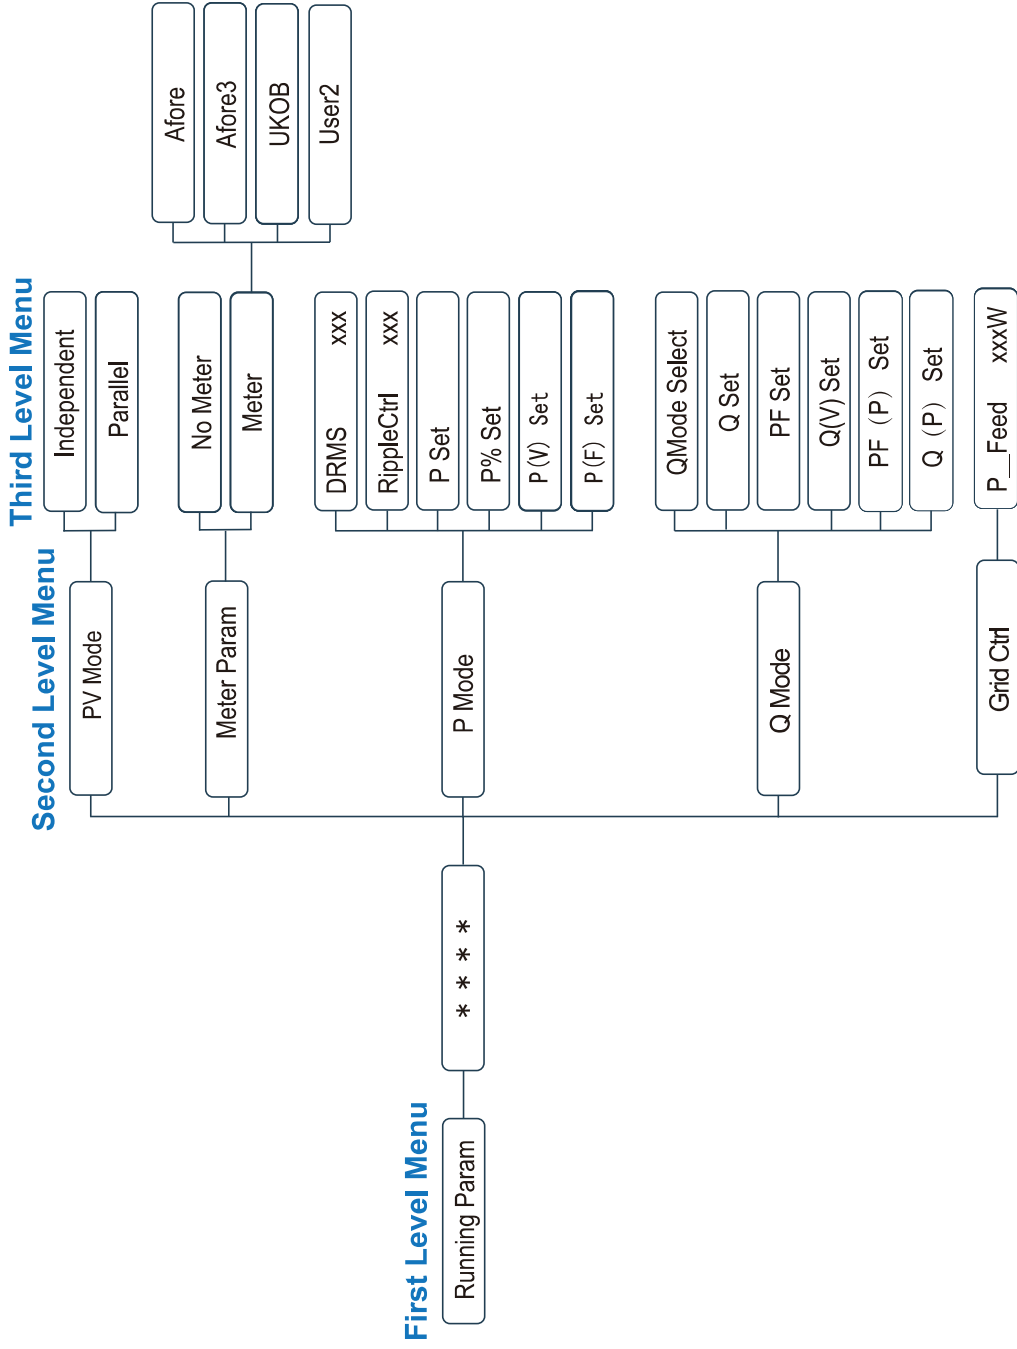 First Level Menu
Second Level Menu
Third Level Menu
Running Param
* * * *
PV Mode
Independent
Parallel
Meter Param
No Meter
Meter
Afore
Afore3
UKOB
User2
P Mode
DRMS xxx
RippleCtrl xxx
P Set
P% Set
P(V) Set
P(F) Set
Q Mode
QMode Select
Q Set
PF Set
Q(V) Set
PF (P) Set
Q (P) Set
Grid Ctrl
P_Feed xxxW